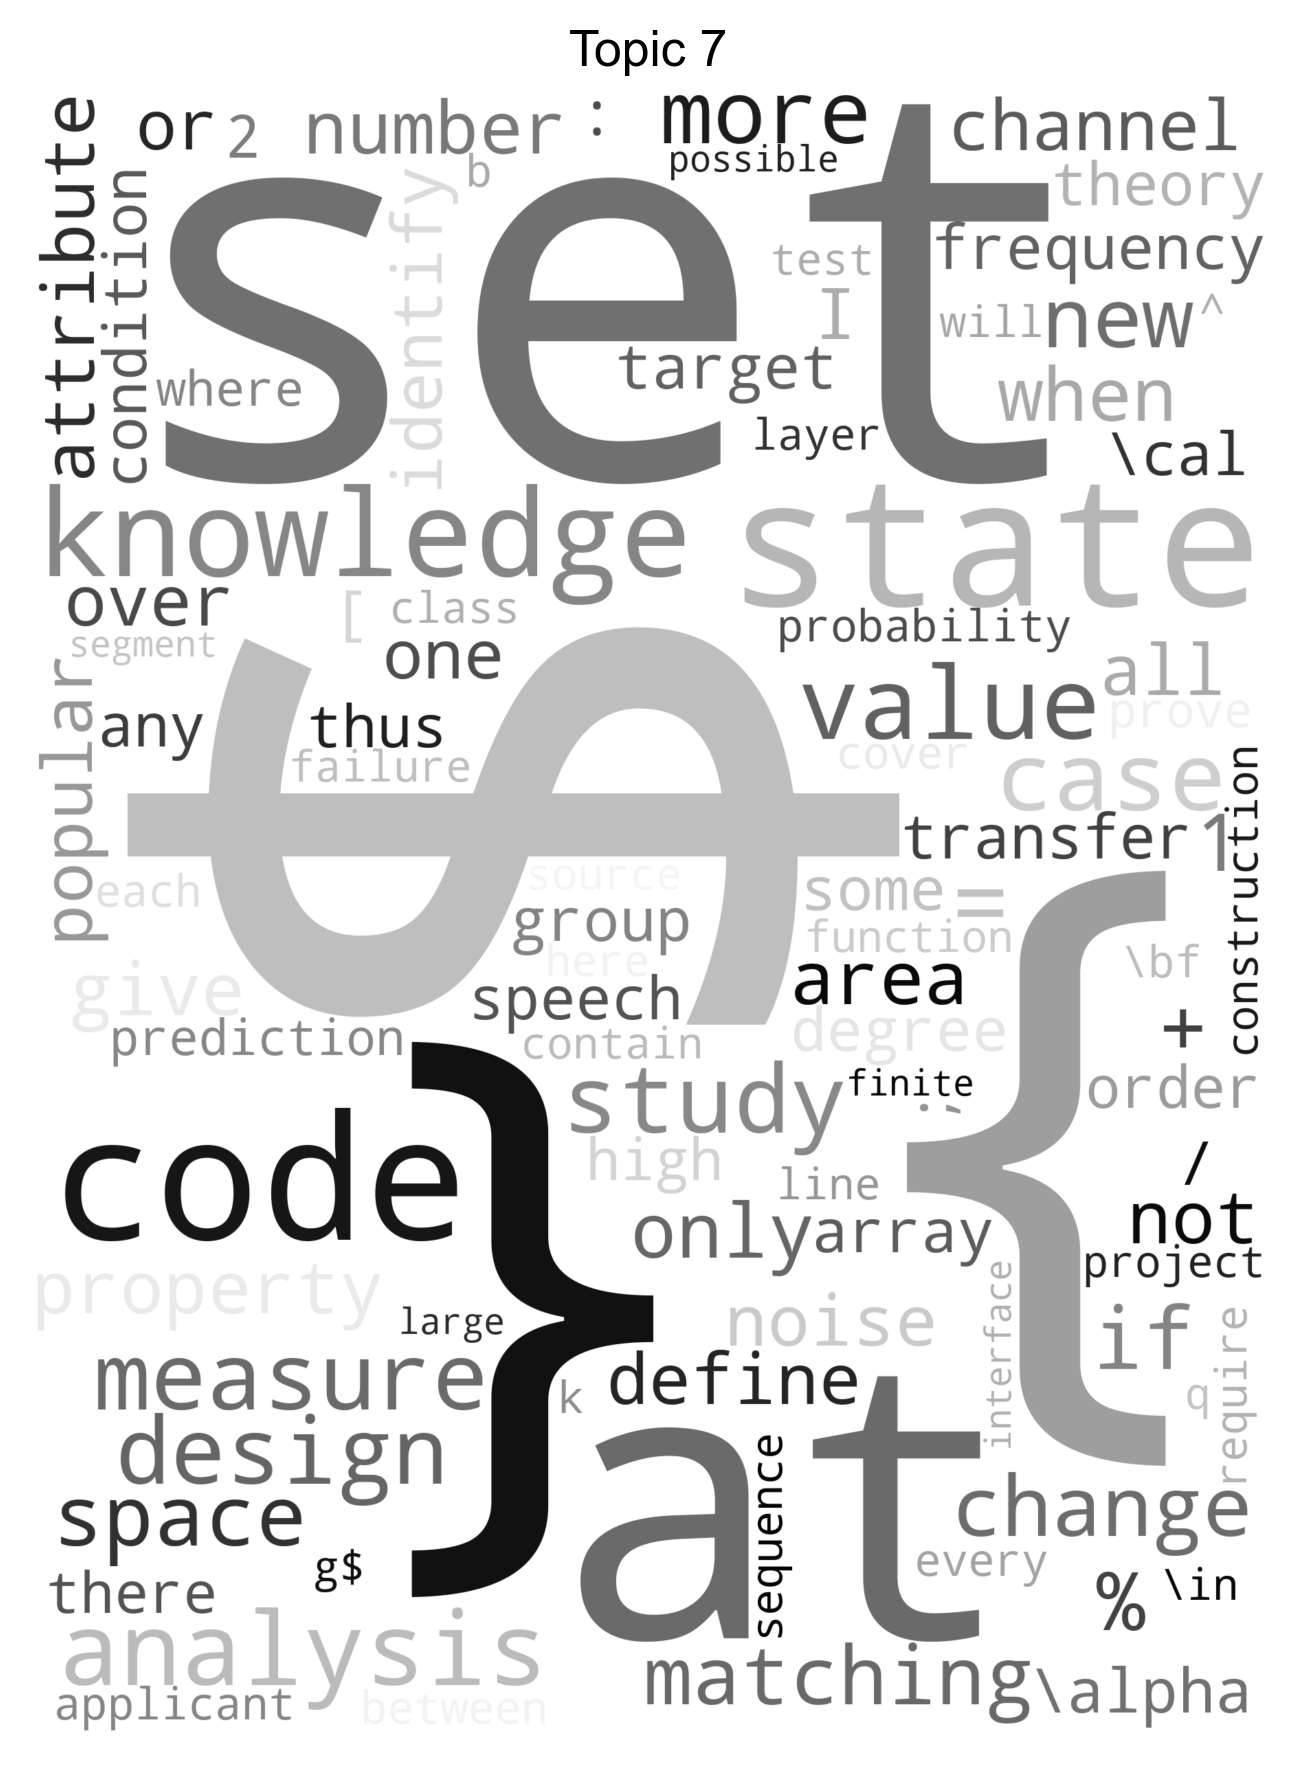 Topic 7
attribute
or
2
number
:
more
channel
possible
b
theory
condition
identify
set
frequency
test
I
will
new
^
where
target
when
layer
\cal
knowledge
state
over
[
class
probability
segment
one
all
value
prove
popular
any
thus
failure
cover
case
construction
$
transfer
1
each
source
some
=
function
group
here
\bf
give
speech
area
+
prediction
contain
degree
study
finite
order
}
{
code
high
line
/
not
only
array
project
property
large
noise
interface
if
require
measure
k
define
q
design
at
sequence
space
change
g$
every
%
\in
there
analysis
matching
\alpha
applicant
between